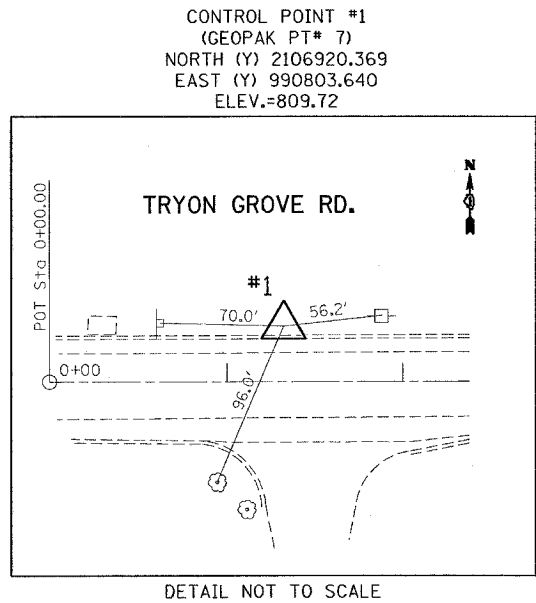 CONTROL POINT #1
(GEOPAK PT# 7)
NORTH (Y) 2106920.369
EAST (Y) 990803.640
ELEV.=809.72
N
TRYON GROVE RD.
POT Sta 0+00.00
#1
70.0'
56.2'
0+00
96.0'
DETAIL NOT TO SCALE